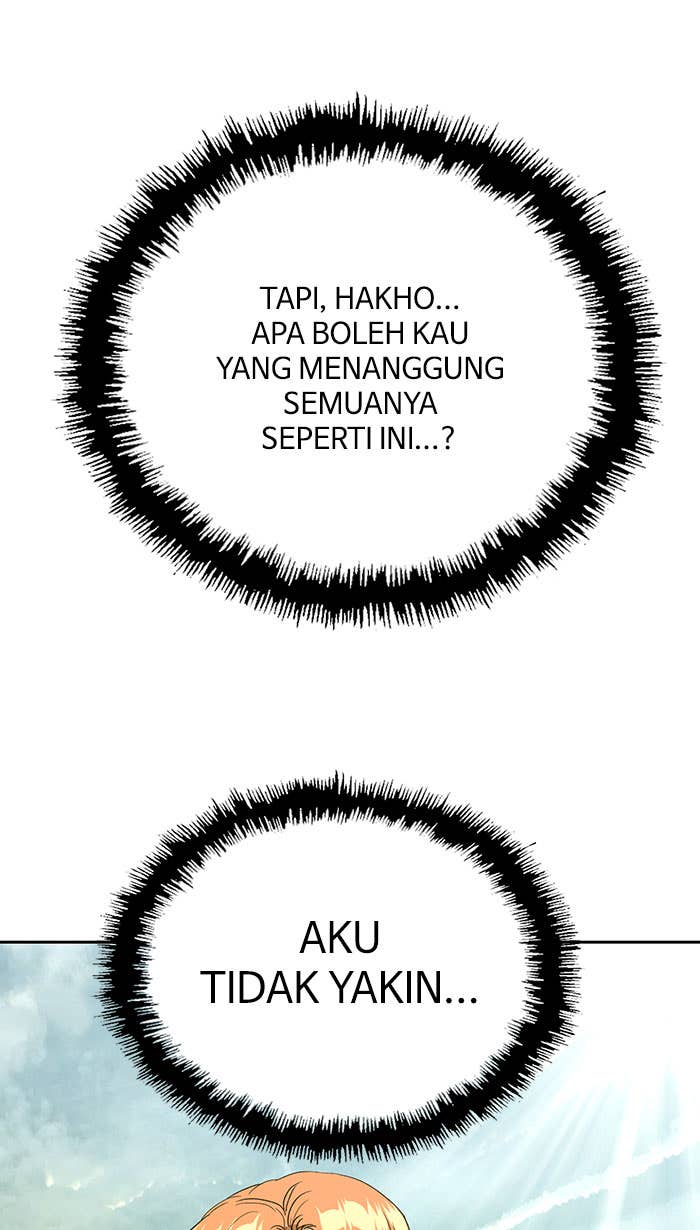 TAPI, HAKHO...
APA BOLEH KAU
YANG MENANGGUNG
SEMUANYA
SEPERTI INI...?
AKU
TIDAK YAKIN...